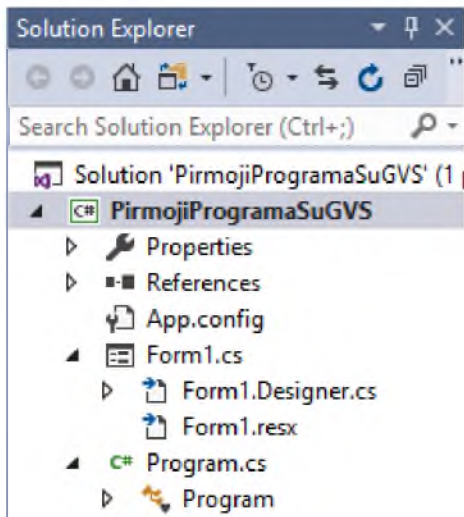 Solution Explorer
Search Solution Explorer (Ctrl+;)
Solution 'PirmojiProgramaSuGVS' (1
C# PirmojiProgramaSuGVS
Properties
References
App.config
Form1.cs
Form1.Designer.cs
Form1.resx
C# Program.cs
Program